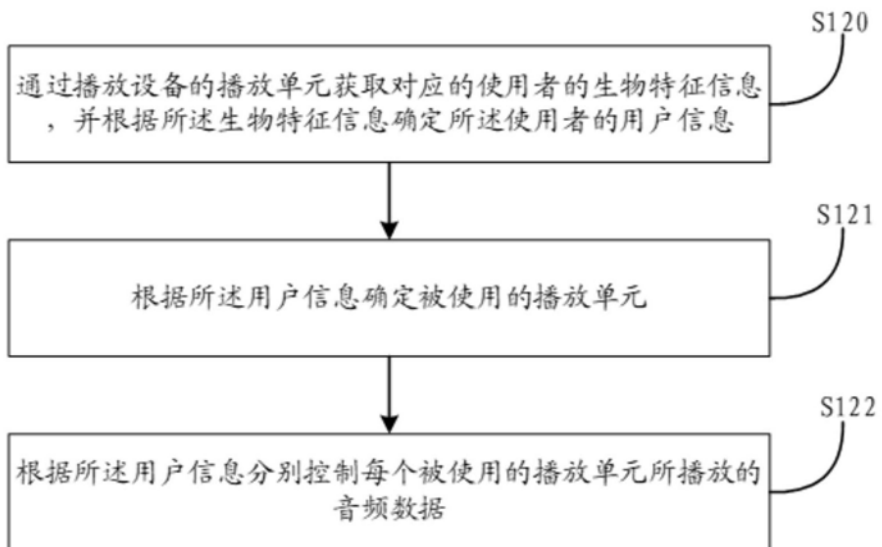 S120
通过播放设备的播放单元获取对应的使用者的生物特征信息
，并根据所述生物特征信息确定所述使用者的用户信息
S121
根据所述用户信息确定被使用的播放单元
S122
根据所述用户信息分别控制每个被使用的播放单元所播放的
音频数据